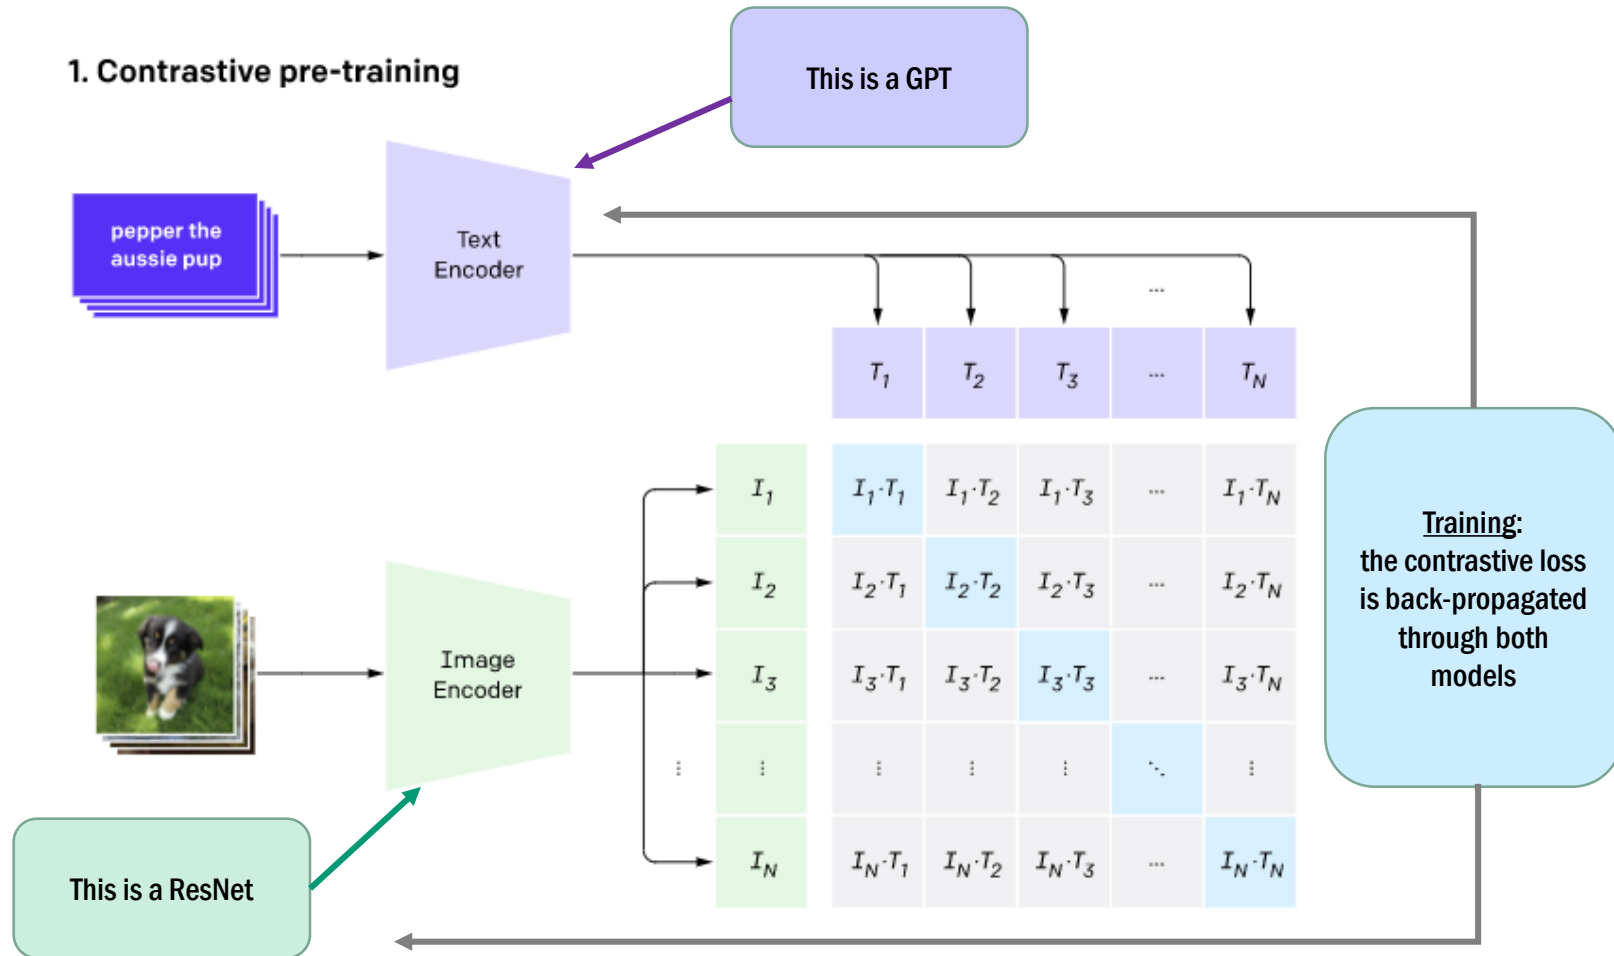 1. Contrastive pre-training
This is a GPT
pepper the
aussie pup
Text
Encoder
...
T1 T2 T3 ... TN
I1 I1·T1 I1·T2 I1·T3 ... I1·TN
I2 I2·T1 I2·T2 I2·T3 ... I2·TN
I3 I3·T1 I3·T2 I3·T3 ... I3·TN
⋮ ⋮ ⋮ ⋮ ⋮ ⋱ ⋮
IN IN·T1 IN·T2 IN·T3 ... IN·TN
Image
Encoder
This is a ResNet
Training:
the contrastive loss
is back-propagated
through both
models